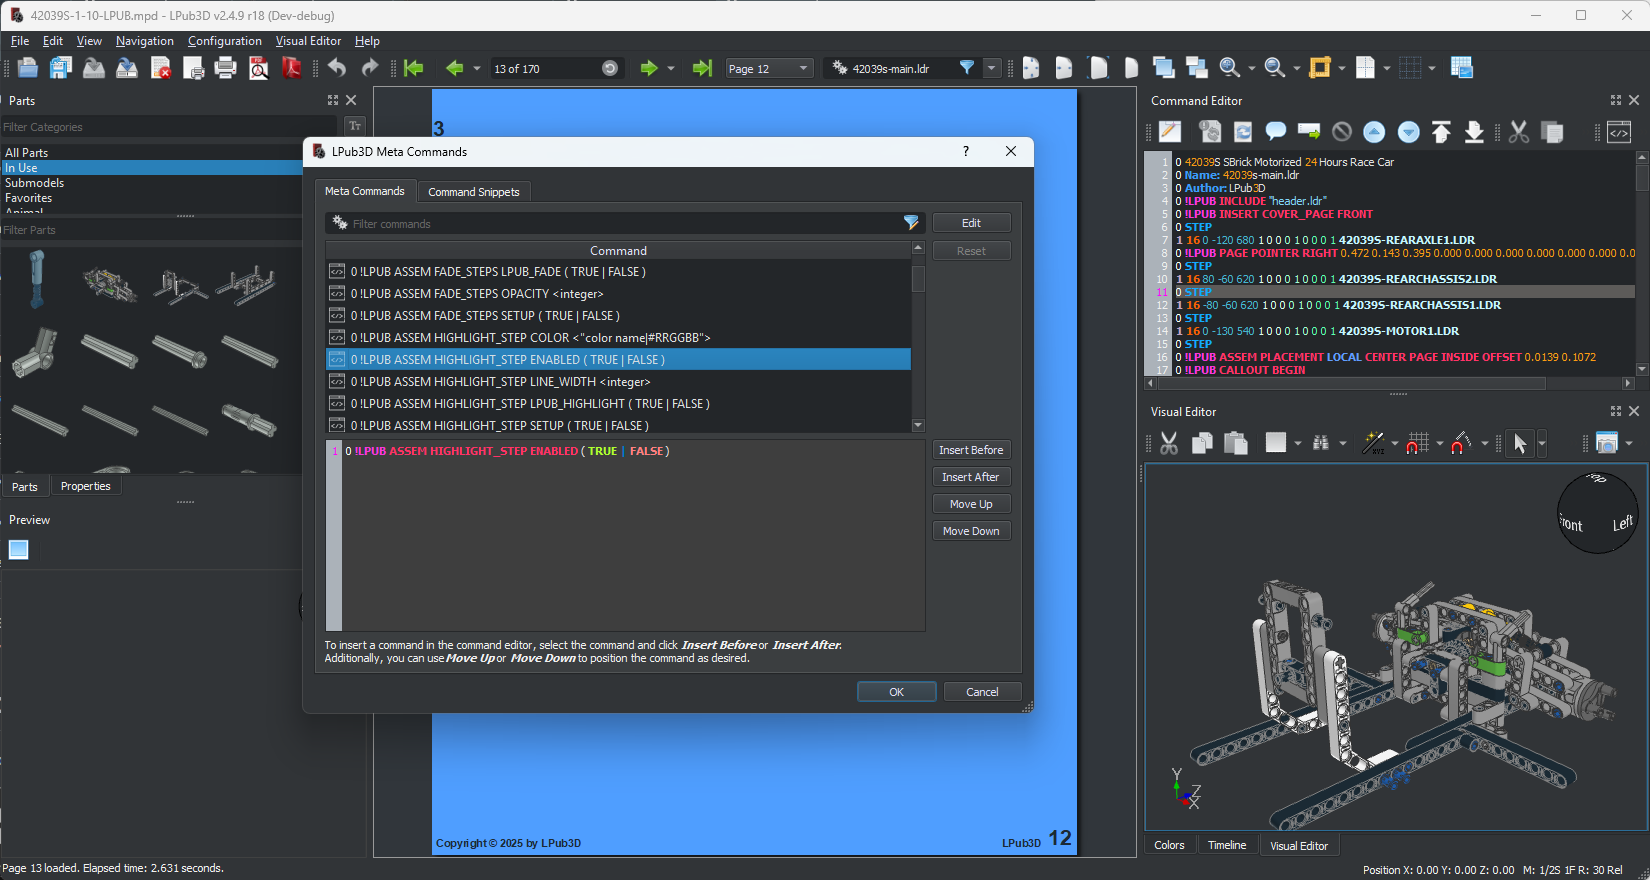 42039S-1-10-LPUB.mpd - LPub3D v2.4.9 r18 (Dev-debug)
File Edit View Navigation Configuration Visual Editor Help
13 of 170
Page 12
42039s-main.ldr
Parts
Filter Categories
All Parts
In Use
Submodels
Favorites
Animal
Filter Parts
Parts
Properties
Preview
3
Copyright © 2025 by LPub3D
LPub3D 12
LPub3D Meta Commands
?
Meta Commands
Command Snippets
Filter commands
Edit
Command
Reset
0 !LPUB ASSEM FADE_STEPS LPUB_FADE ( TRUE | FALSE )
0 !LPUB ASSEM FADE_STEPS OPACITY <integer>
0 !LPUB ASSEM FADE_STEPS SETUP ( TRUE | FALSE )
0 !LPUB ASSEM HIGHLIGHT_STEP COLOR <"color name|#RRGGBB">
0 !LPUB ASSEM HIGHLIGHT_STEP ENABLED ( TRUE | FALSE )
0 !LPUB ASSEM HIGHLIGHT_STEP LINE_WIDTH <integer>
0 !LPUB ASSEM HIGHLIGHT_STEP LPUB_HIGHLIGHT ( TRUE | FALSE )
0 !LPUB ASSEM HIGHLIGHT_STEP SETUP ( TRUE | FALSE )
1 0 !LPUB ASSEM HIGHLIGHT_STEP ENABLED ( TRUE | FALSE )
Insert Before
Insert After
Move Up
Move Down
To insert a command in the command editor, select the command and click Insert Before or Insert After.
Additionally, you can use Move Up or Move Down to position the command as desired.
OK
Cancel
Command Editor
1 0 42039S SBrick Motorized 24 Hours Race Car
2 0 Name: 42039s-main.ldr
3 0 Author: LPub3D
4 0 !LPUB INCLUDE "header.ldr"
5 0 !LPUB INSERT COVER_PAGE FRONT
6 0 STEP
7 1 16 0 -120 680 1 0 0 0 1 0 0 0 1 42039S-REARAXLE1.LDR
8 0 !LPUB PAGE POINTER RIGHT 0.472 0.143 0.395 0.000 0.000 0.000 0.000 0.000 0.000 0.0
9 0 STEP
10 1 16 80 -60 620 1 0 0 0 1 0 0 0 1 42039S-REARCHASSIS2.LDR
11 0 STEP
12 1 16 -80 -60 620 1 0 0 0 1 0 0 0 1 42039S-REARCHASSIS1.LDR
13 0 STEP
14 1 16 0 -130 540 1 0 0 0 1 0 0 0 1 42039S-MOTOR1.LDR
15 0 STEP
16 0 !LPUB ASSEM PLACEMENT LOCAL CENTER PAGE INSIDE OFFSET 0.0139 0.1072
17 0 !LPUB CALLOUT BEGIN
Visual Editor
Top
Front
Left
Y
Z
X
Colors
Timeline
Visual Editor
Page 13 loaded. Elapsed time: 2.631 seconds.
Position X: 0.00 Y: 0.00 Z: 0.00 M: 1/2S 1F R: 30 Rel